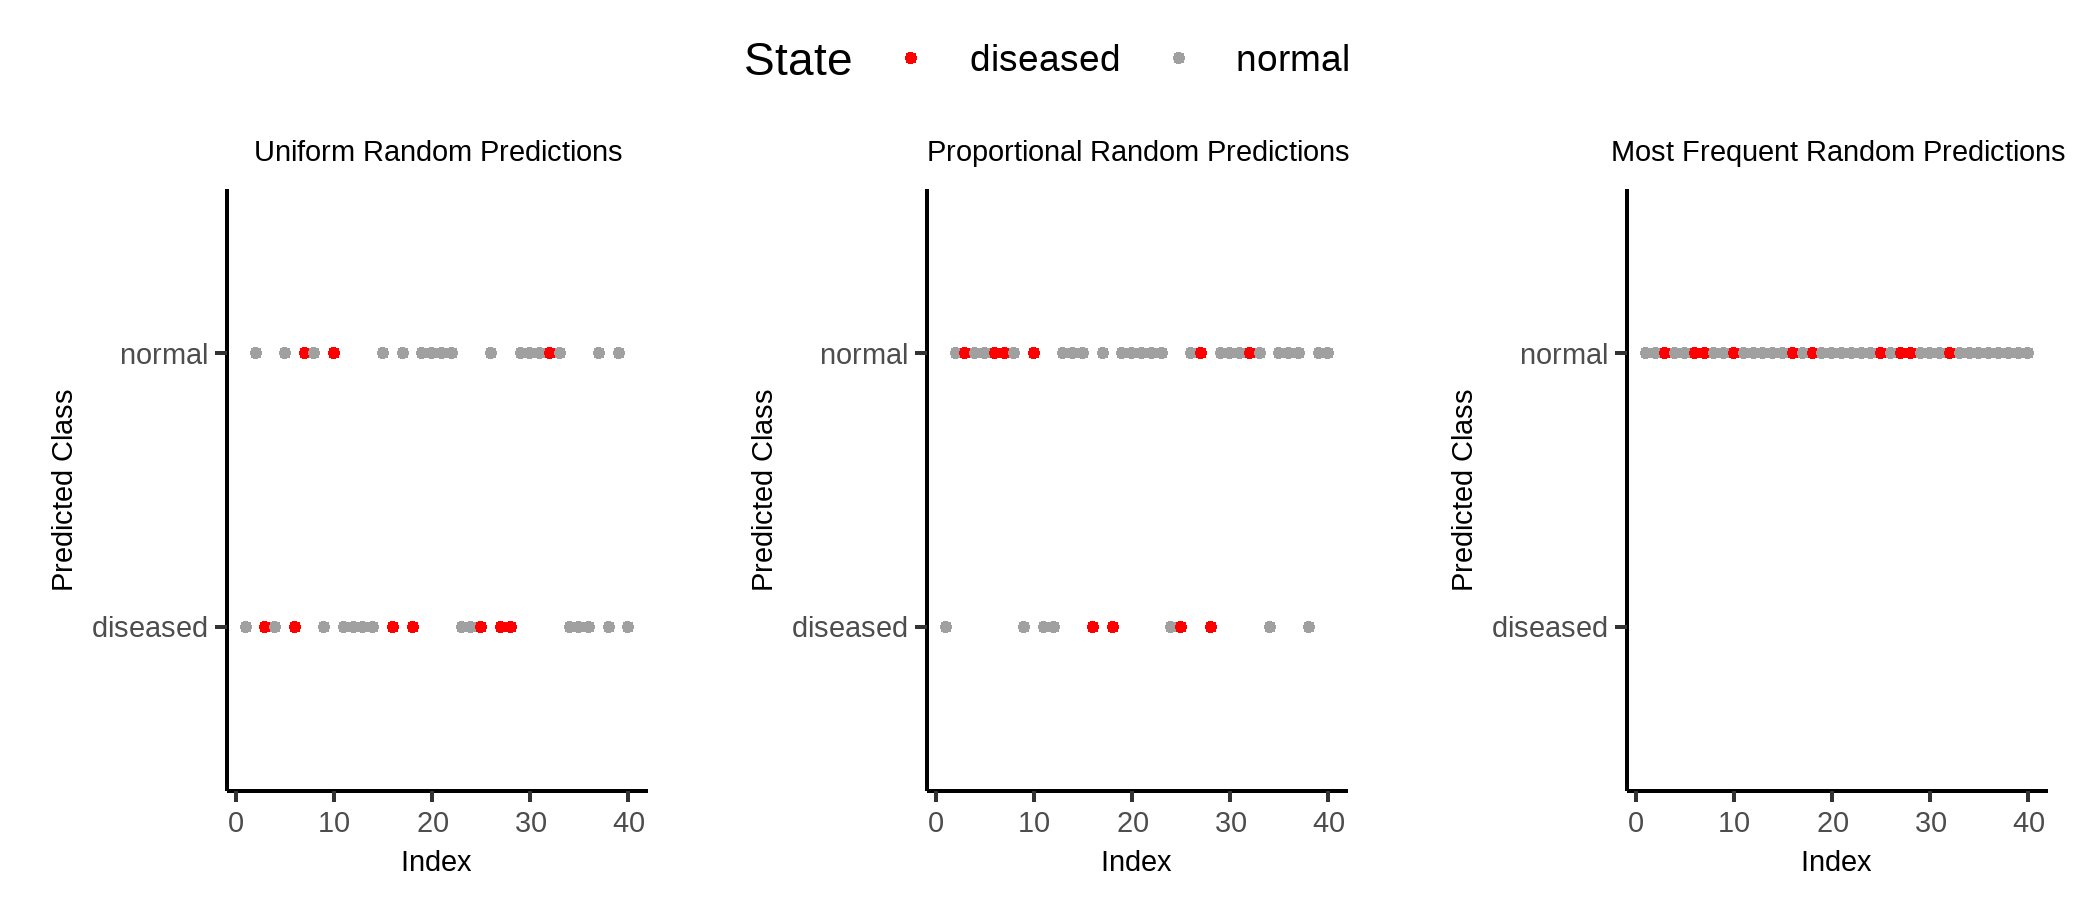 State diseased normal
Uniform Random Predictions
Predicted Class
normal
diseased
0 10 20 30 40
Index
Proportional Random Predictions
Predicted Class
normal
diseased
0 10 20 30 40
Index
Most Frequent Random Predictions
Predicted Class
normal
diseased
0 10 20 30 40
Index